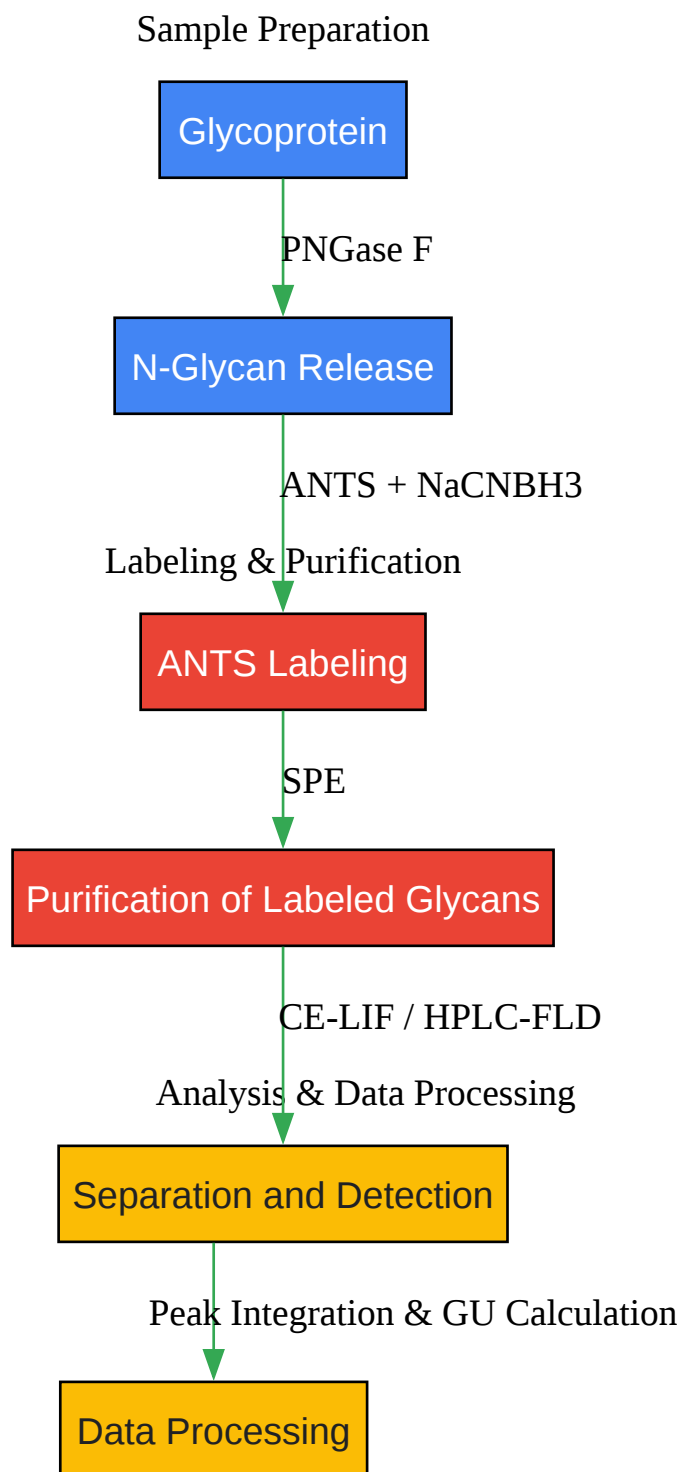 Sample Preparation
Glycoprotein
PNGase F
N-Glycan Release
ANTS + NaCNBH3
Labeling & Purification
ANTS Labeling
SPE
Purification of Labeled Glycans
CE-LIF / HPLC-FLD
Analysis & Data Processing
Separation and Detection
Peak Integration & GU Calculation
Data Processing